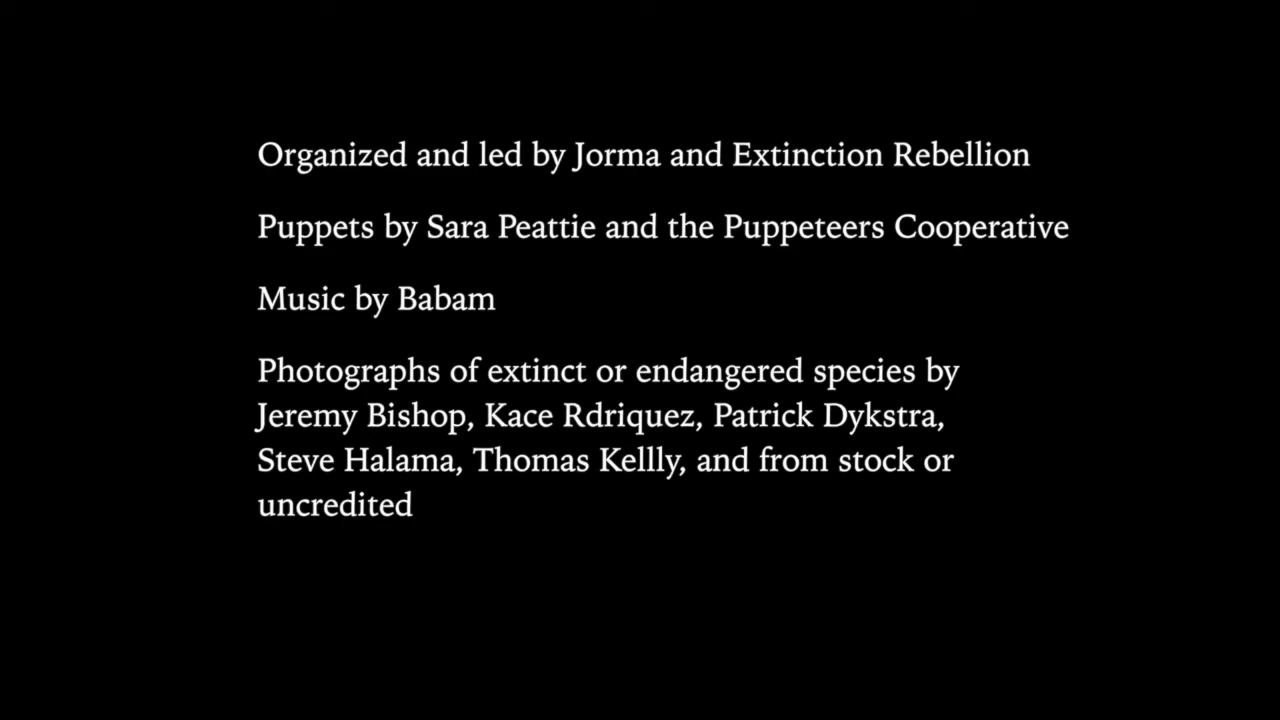 Organized and led by Jorma and Extinction Rebellion
Puppets by Sara Peattie and the Puppeteers Cooperative
Music by Babam
Photographs of extinct or endangered species by
Jeremy Bishop, Kace Rdriquez, Patrick Dykstra,
Steve Halama, Thomas Kellly, and from stock or
uncredited